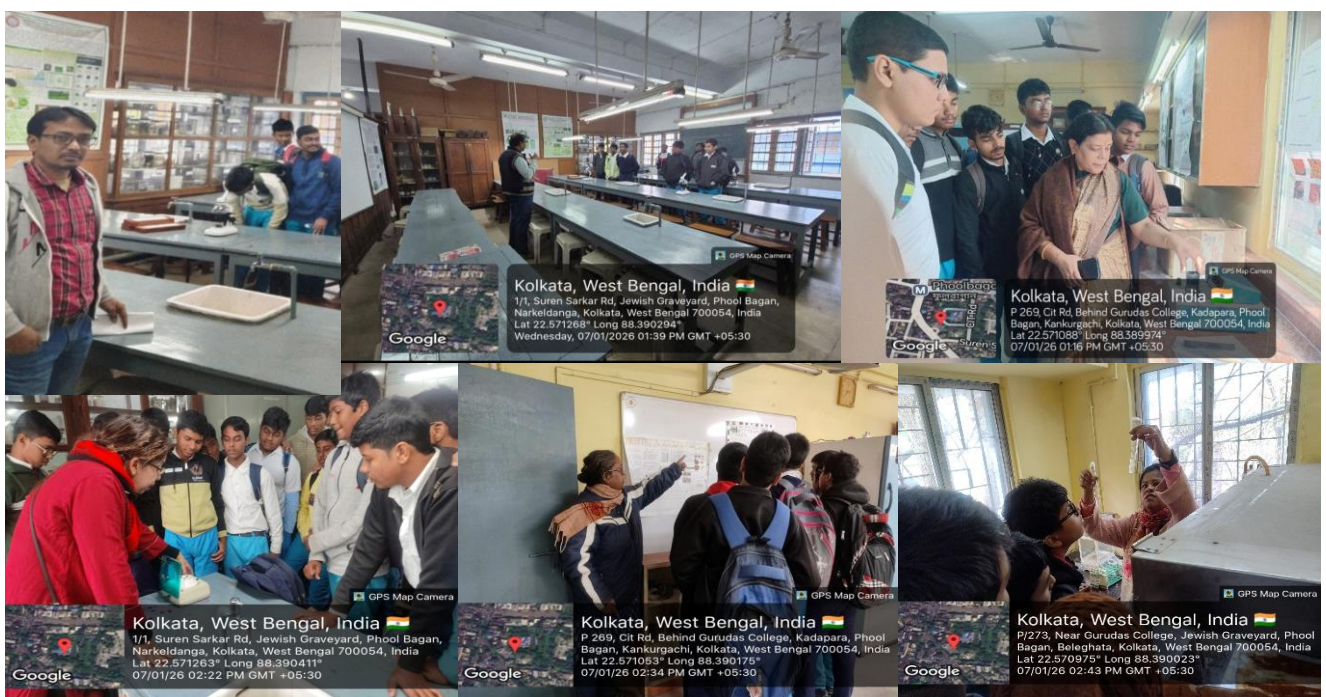 GPS Map Camera
Kolkata, West Bengal, India
1/1, Suren Sarkar Rd, Jewish Graveyard, Phool Bagan,
Narkeldanga, Kolkata, West Bengal 700054, India
Lat 22.571268° Long 88.390294°
Wednesday, 07/01/2026 01:39 PM GMT +05:30
Google
GPS Map Camera
Kolkata, West Bengal, India
P 269, Cit Rd, Behind Gurudas College, Kadapara, Phool
Bagan, Kankurgachi, Kolkata, West Bengal 700054, India
Lat 22.571088° Long 88.389974°
07/01/26 01:16 PM GMT +05:30
Phoolbaga
CIT Rd
Suren S
Google
GPS Map Camera
Kolkata, West Bengal, India
1/1, Suren Sarkar Rd, Jewish Graveyard, Phool Bagan,
Narkeldanga, Kolkata, West Bengal 700054, India
Lat 22.571263° Long 88.390411°
07/01/26 02:22 PM GMT +05:30
Google
GPS Map Camera
Kolkata, West Bengal, India
P 269, Cit Rd, Behind Gurudas College, Kadapara, Phool
Bagan, Kankurgachi, Kolkata, West Bengal 700054, India
Lat 22.571053° Long 88.390175°
07/01/26 02:34 PM GMT +05:30
Google
GPS Map Camera
Kolkata, West Bengal, India
P/273, Near Gurudas College, Jewish Graveyard, Phool
Bagan, Beleghata, Kolkata, West Bengal 700054, India
Lat 22.570975° Long 88.390023°
07/01/26 02:43 PM GMT +05:30
Google